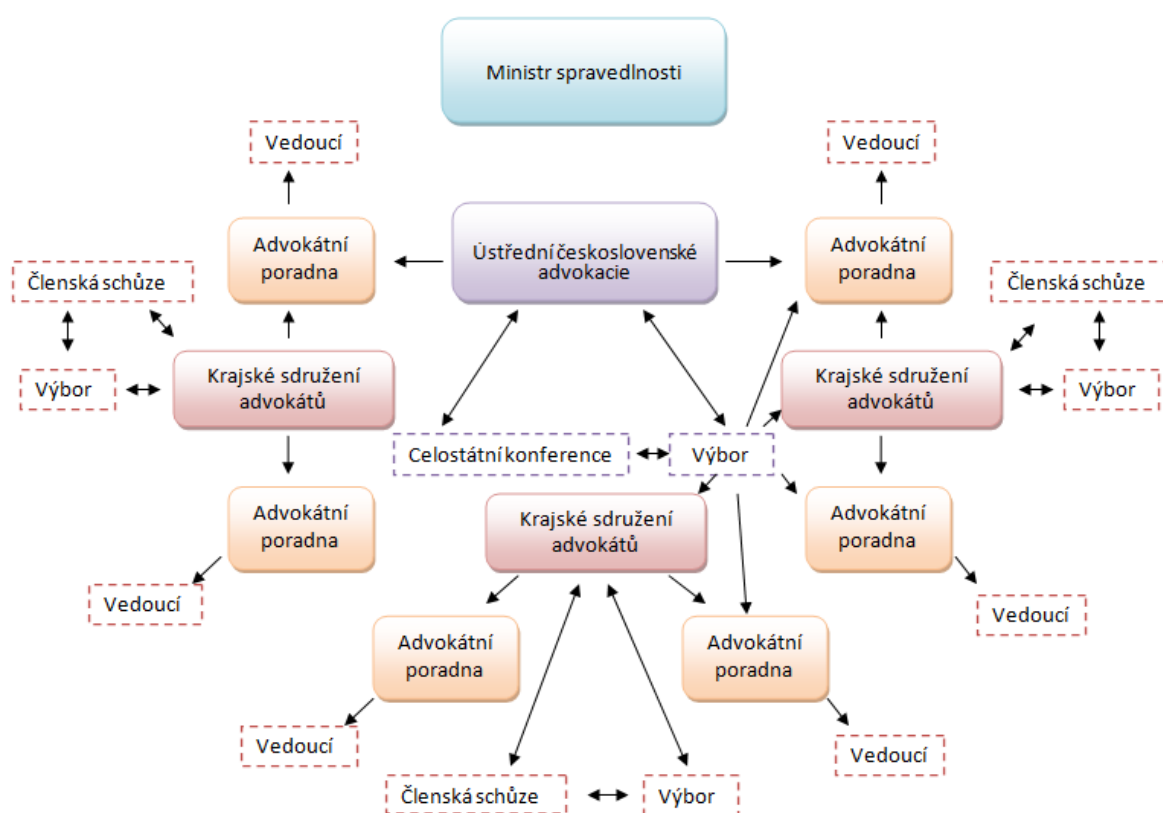 Ministr spravedlnosti
Vedoucí
Vedoucí
Advokátní
poradna
Ústřední československé
advokacie
Advokátní
poradna
Členská schůze
Členská schůze
Výbor
Krajské sdružení
advokátů
Krajské sdružení
advokátů
Výbor
Celostátní konference
Výbor
Advokátní
poradna
Krajské sdružení
advokátů
Advokátní
poradna
Vedoucí
Vedoucí
Advokátní
poradna
Advokátní
poradna
Vedoucí
Vedoucí
Členská schůze
Výbor